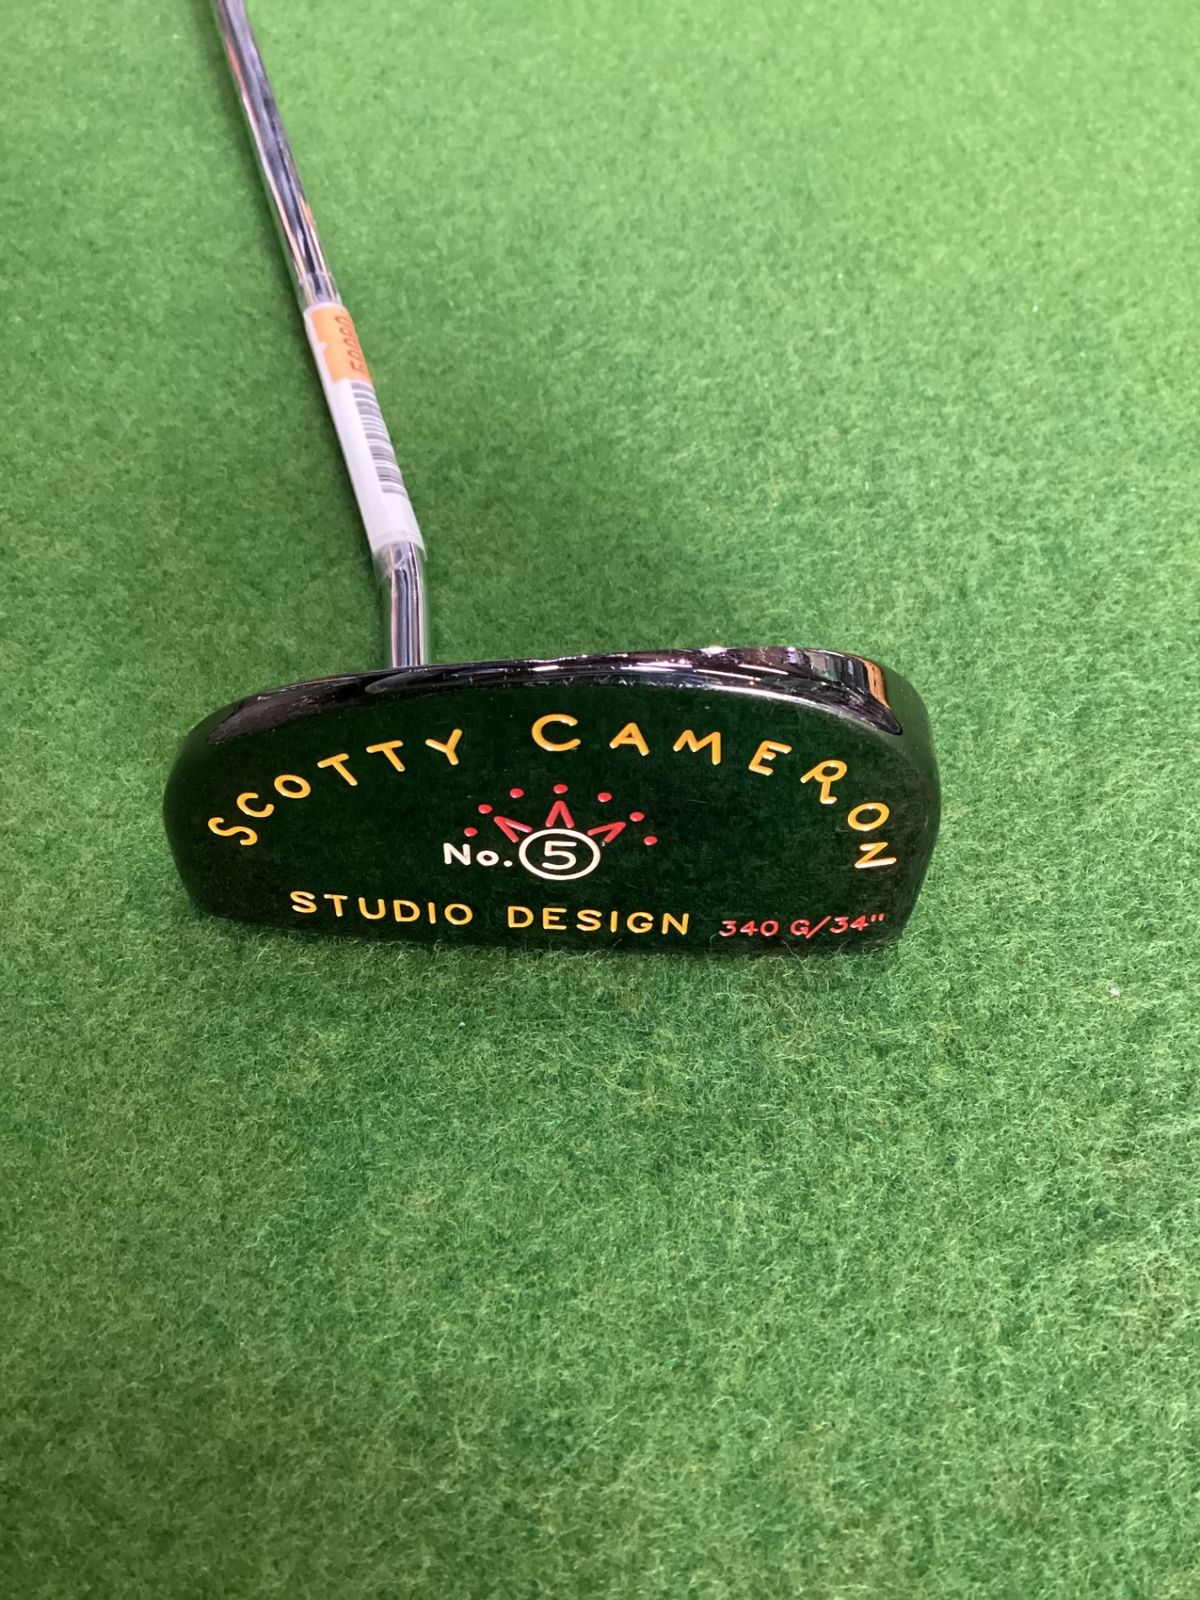 SCOTTY CAMERON
No. 5
STUDIO DESIGN 340 G/34"